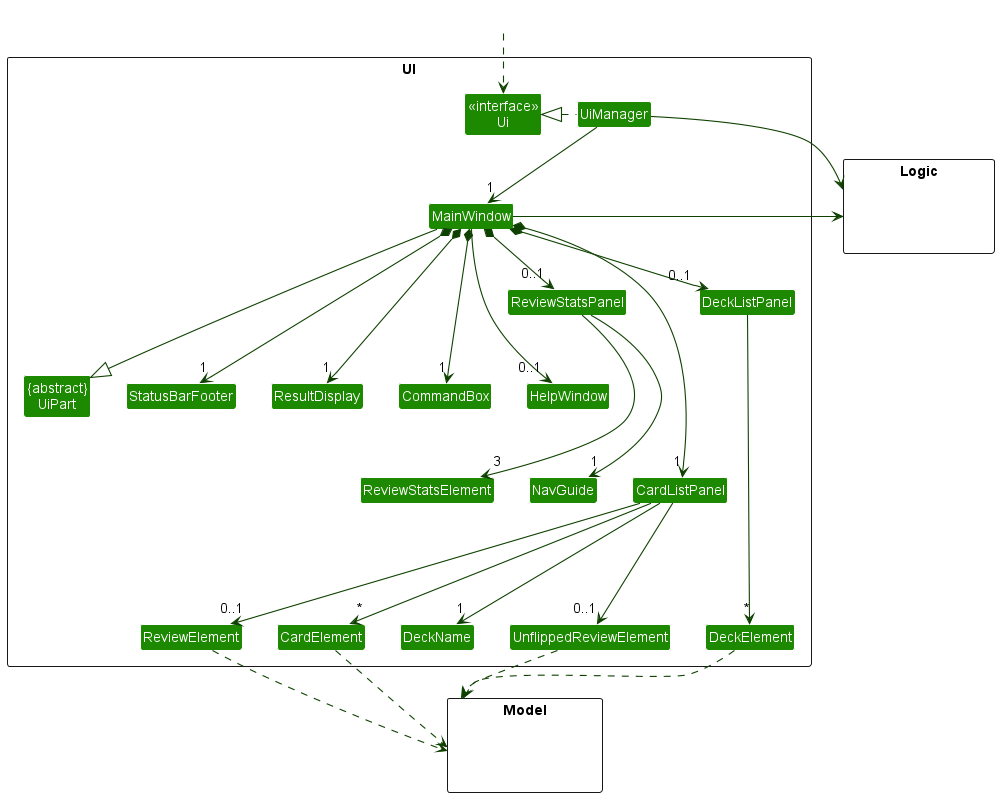 UI
«interface»
Ui
UiManager
Logic
1
MainWindow
0..1
0..1
ReviewStatsPanel
DeckListPanel
1
1
1
0..1
{abstract}
UiPart
StatusBarFooter
ResultDisplay
CommandBox
HelpWindow
3
1
1
ReviewStatsElement
NavGuide
CardListPanel
0..1
*
1
0..1
*
ReviewElement
CardElement
DeckName
UnflippedReviewElement
DeckElement
Model